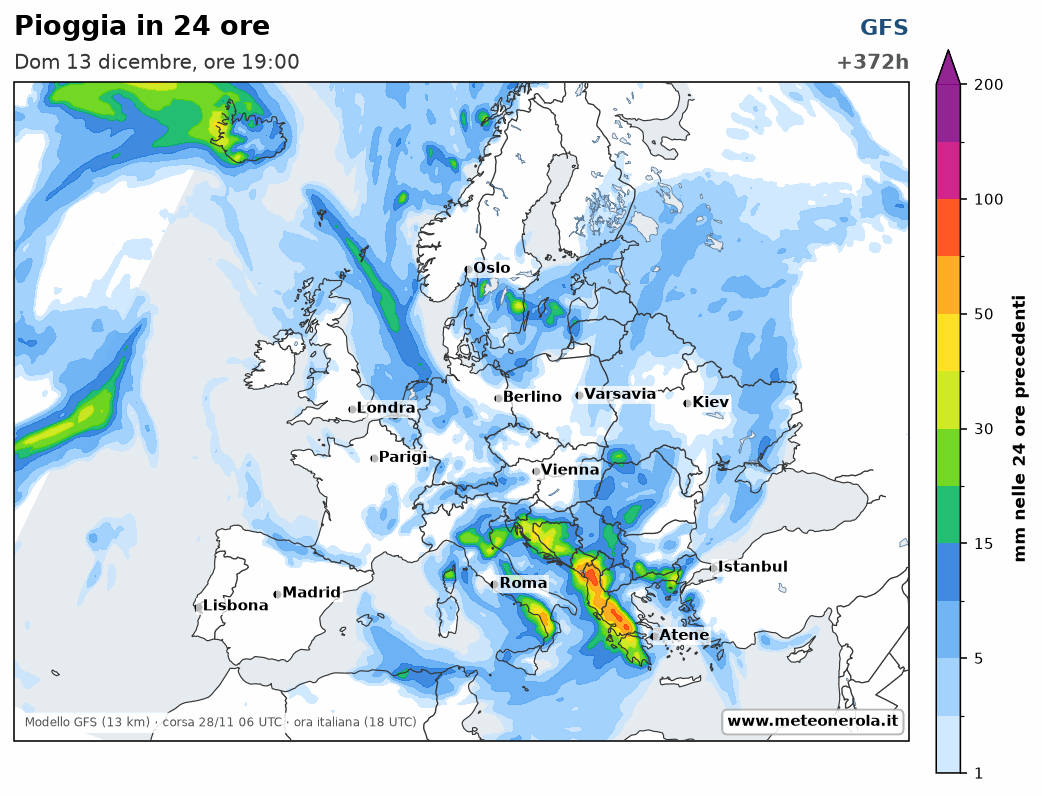 Pioggia in 24 ore
GFS
Dom 13 dicembre, ore 19:00
+372h
Oslo
Berlino
Varsavia
Kiev
Londra
Parigi
Vienna
Istanbul
Roma
Madrid
Lisbona
Atene
Modello GFS (13 km) · corsa 28/11 06 UTC · ora italiana (18 UTC)
www.meteonerola.it
200
100
50
30
15
5
1
mm nelle 24 ore precedenti